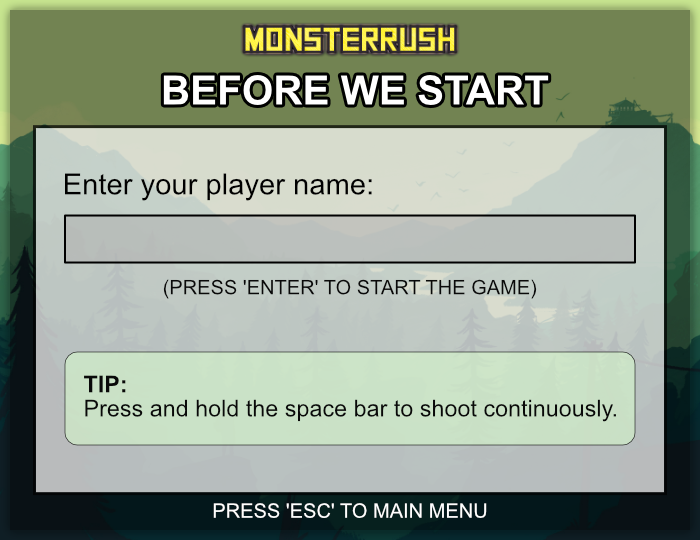 MONSTERRUSH
BEFORE WE START
Enter your player name:
(PRESS 'ENTER' TO START THE GAME)
TIP:
Press and hold the space bar to shoot continuously.
PRESS 'ESC' TO MAIN MENU